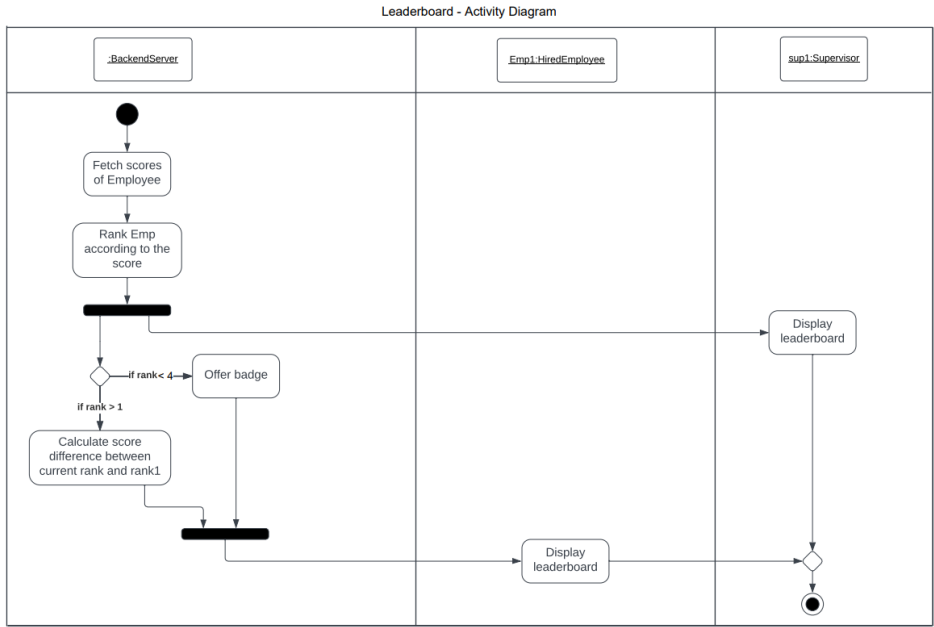 Leaderboard - Activity Diagram
:BackendServer
Emp1:HiredEmployee
sup1:Supervisor
Fetch scores
of Employee
Rank Emp
according to the
score
Display
leaderboard
if rank< 4
Offer badge
if rank > 1
Calculate score
difference between
current rank and rank1
Display
leaderboard